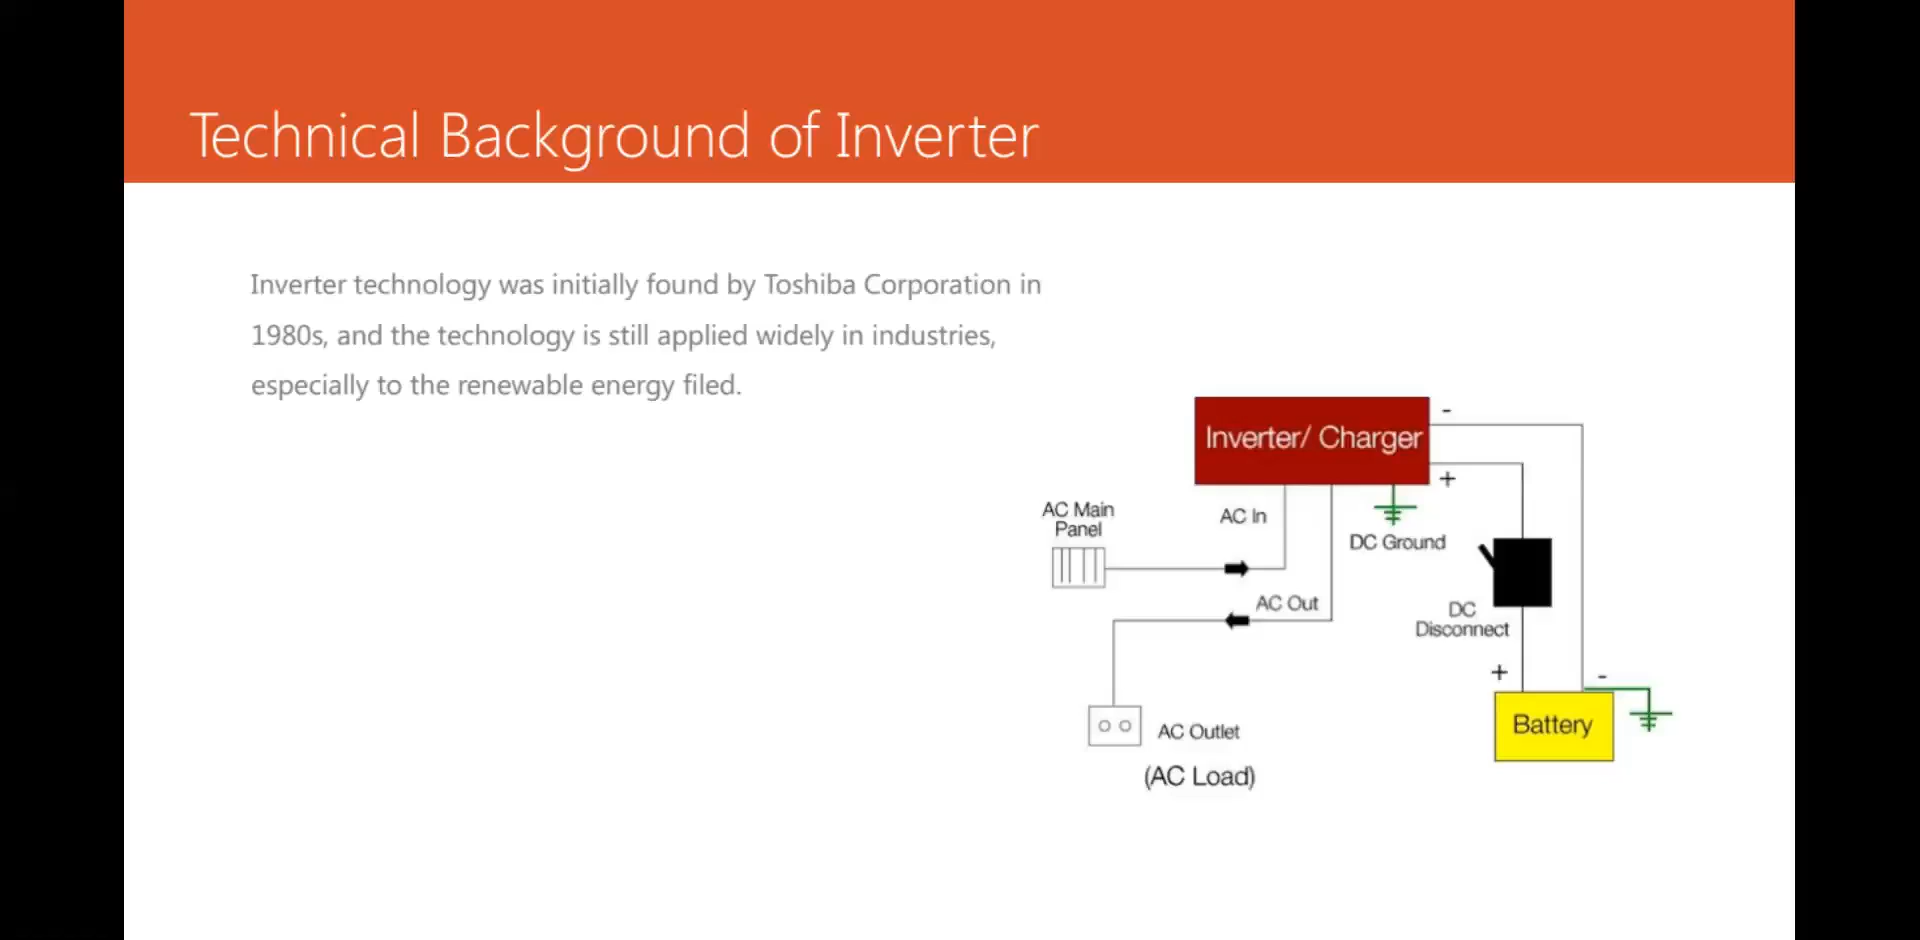 Technical Background of Inverter
Inverter technology was initially found by Toshiba Corporation in
1980s, and the technology is still applied widely in industries,
especially to the renewable energy filed.
Inverter/ Charger
-
+
AC Main
Panel
AC In
DC Ground
AC Out
DC
Disconnect
+
-
Battery
AC Outlet
(AC Load)